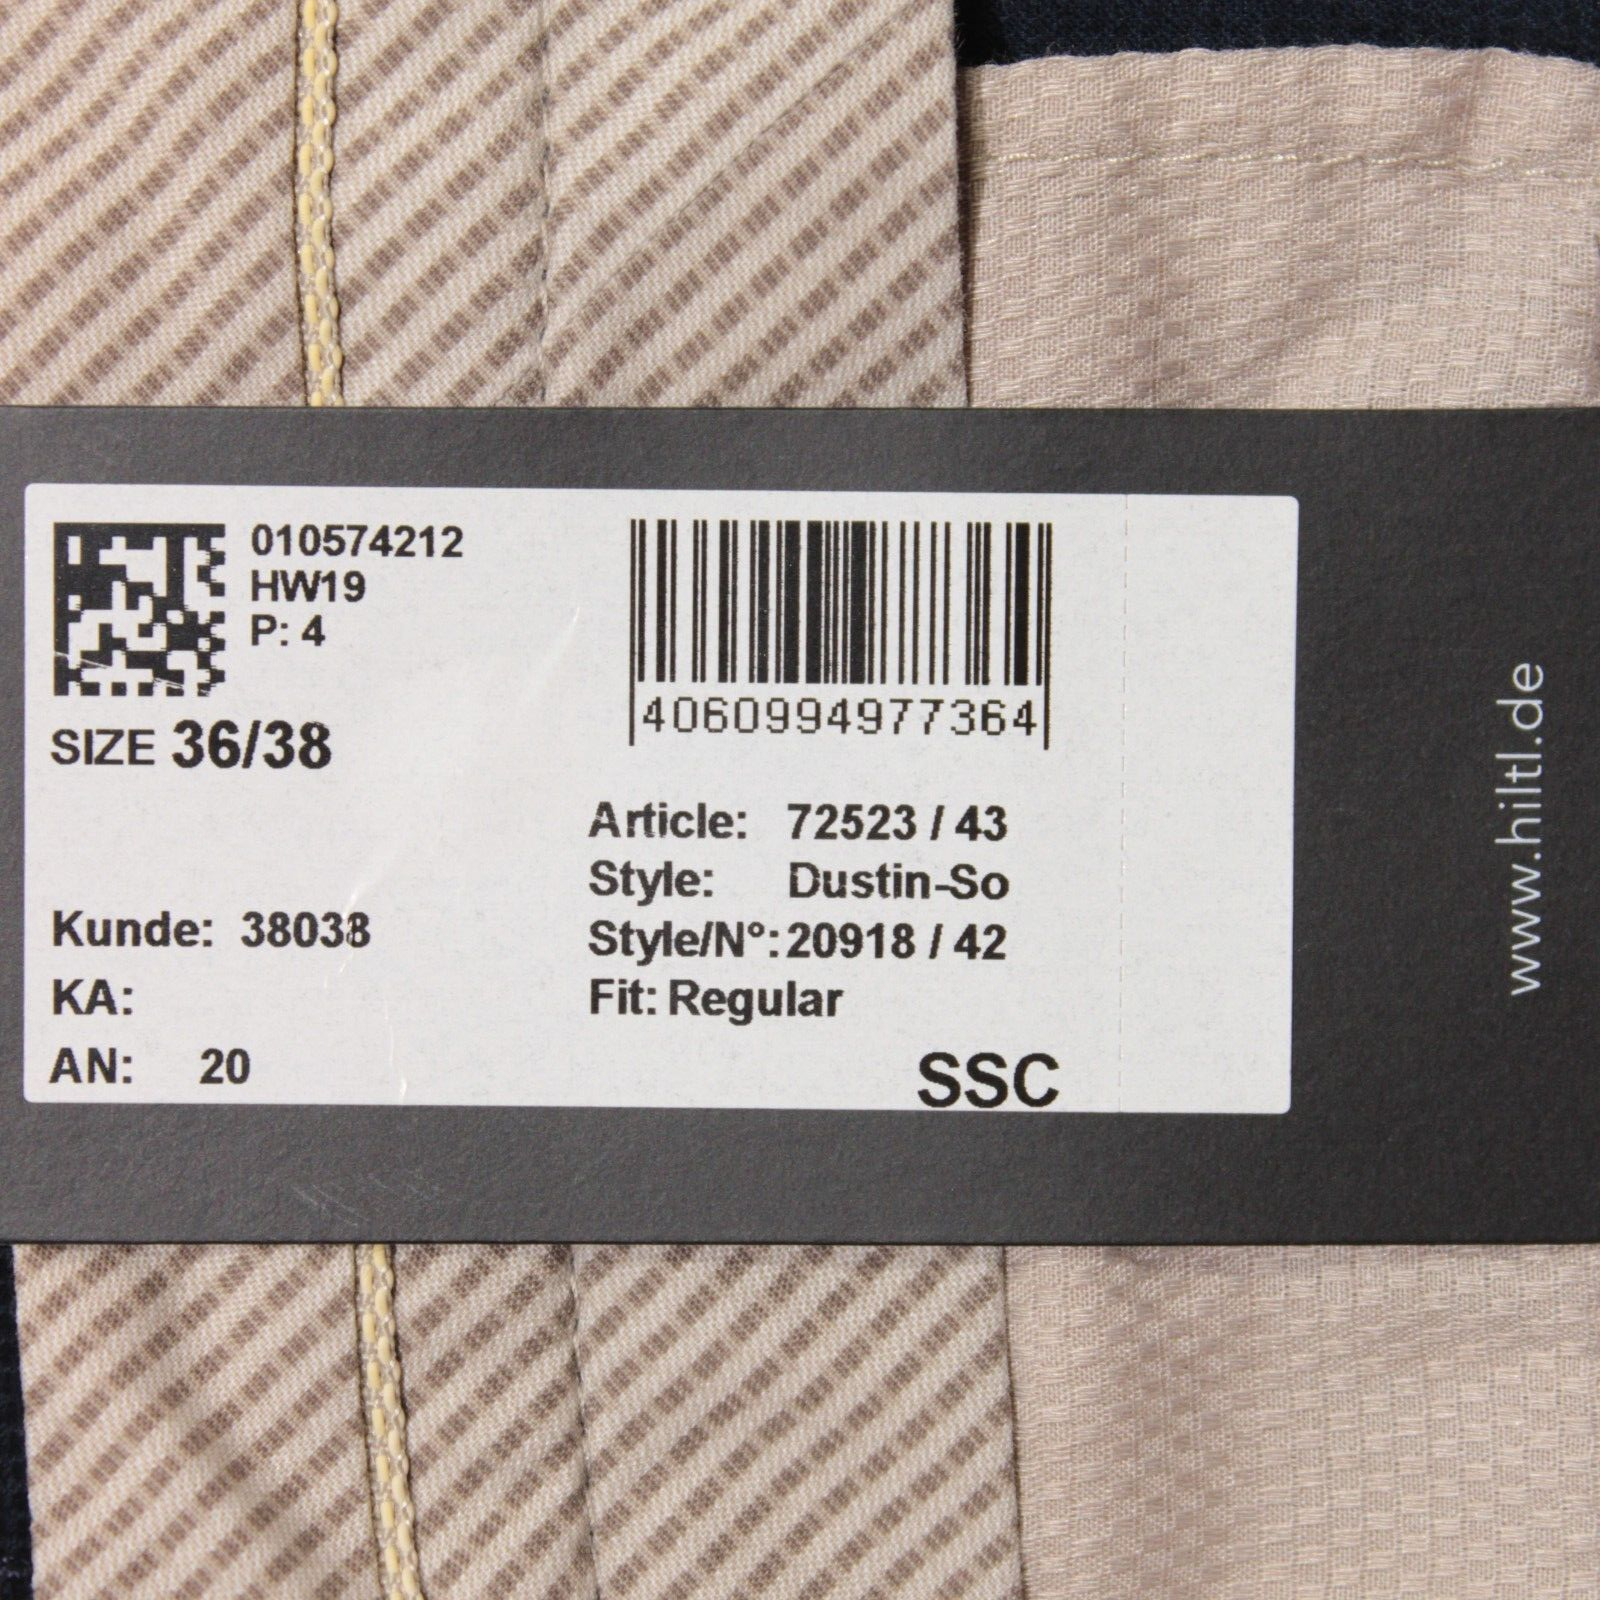 010574212
HW19
P: 4
SIZE 36/38
4060994977364
Article: 72523 / 43
Style: Dustin-So
Style/N°: 20918 / 42
Fit: Regular
Kunde: 38038
KA:
AN: 20
SSC
www.hiltl.de